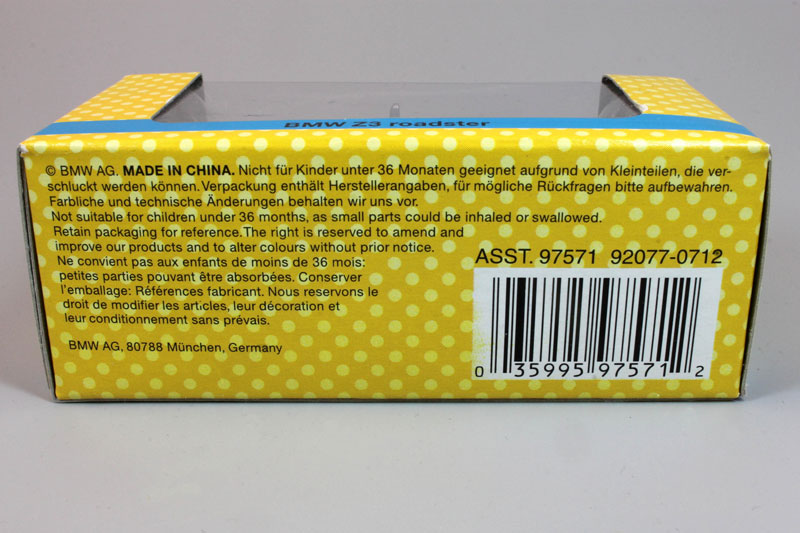 BMW Z3 roadster
© BMW AG. MADE IN CHINA. Nicht für Kinder unter 36 Monaten geeignet aufgrund von Kleinteilen, die ver-
schluckt werden können. Verpackung enthält Herstellerangaben, für mögliche Rückfragen bitte aufbewahren.
Farbliche und technische Änderungen behalten wir uns vor.
Not suitable for children under 36 months, as small parts could be inhaled or swallowed.
Retain packaging for reference. The right is reserved to amend and
improve our products and to alter colours without prior notice.
Ne convient pas aux enfants de moins de 36 mois:
petites parties pouvant être absorbées. Conserver
l'emballage: Références fabricant. Nous reservons le
droit de modifier les articles, leur décoration et
leur conditionnement sans prévais.
BMW AG, 80788 München, Germany
ASST. 97571 92077-0712
0 35995 97571 2